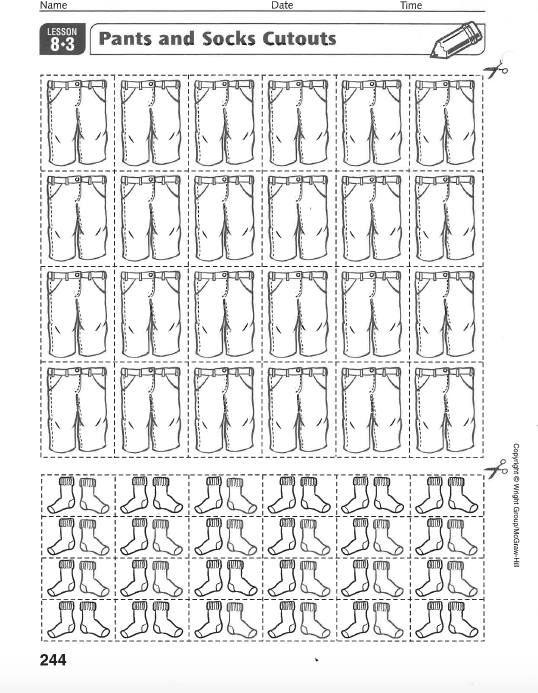 Name Date Time
LESSON
8•3
Pants and Socks Cutouts
Copyright © Wright Group/McGraw-Hill
244